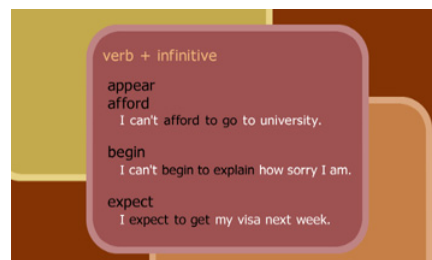 verb + infinitive
appear
afford
I can't afford to go to university.
begin
I can't begin to explain how sorry I am.
expect
I expect to get my visa next week.